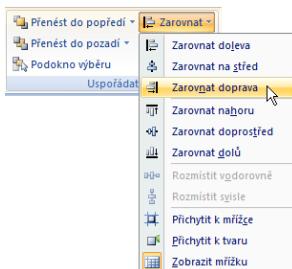 Přenést do popředí
Zarovnat
Přenést do pozadí
Podokno výběru
Uspořádat
Zarovnat doleva
Zarovnat na střed
Zarovnat doprava
Zarovnat nahoru
Zarovnat doprostřed
Zarovnat dolů
Rozmístit vodorovně
Rozmístit svisle
Přichytit k mřížce
Přichytit k tvaru
Zobrazit mřížku